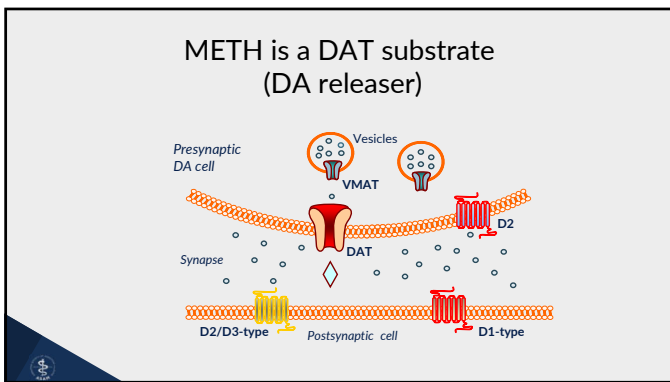 METH is a DAT substrate
(DA releaser)
Vesicles
Presynaptic
DA cell
VMAT
D2
DAT
Synapse
D2/D3-type
Postsynaptic cell
D1-type
ASAM